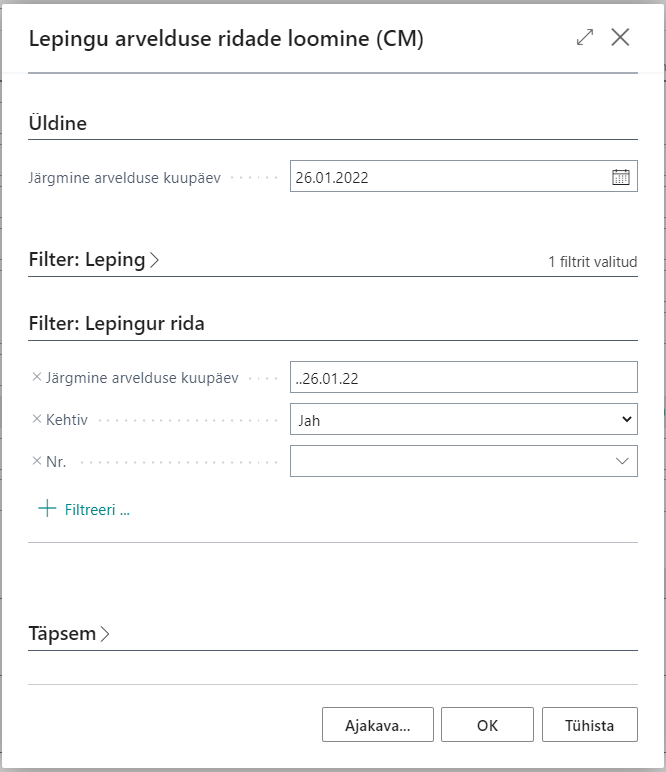 Lepingu arvelduse ridade loomine (CM)
Üldine
Järgmine arvelduse kuupäev 26.01.2022
Filter: Leping 1 filtrit valitud
Filter: Lepingur rida
Järgmine arvelduse kuupäev ..26.01.22
Kehtiv Jah
Nr.
Filtreeri ...
Täpsem
Ajakava... OK Tühista